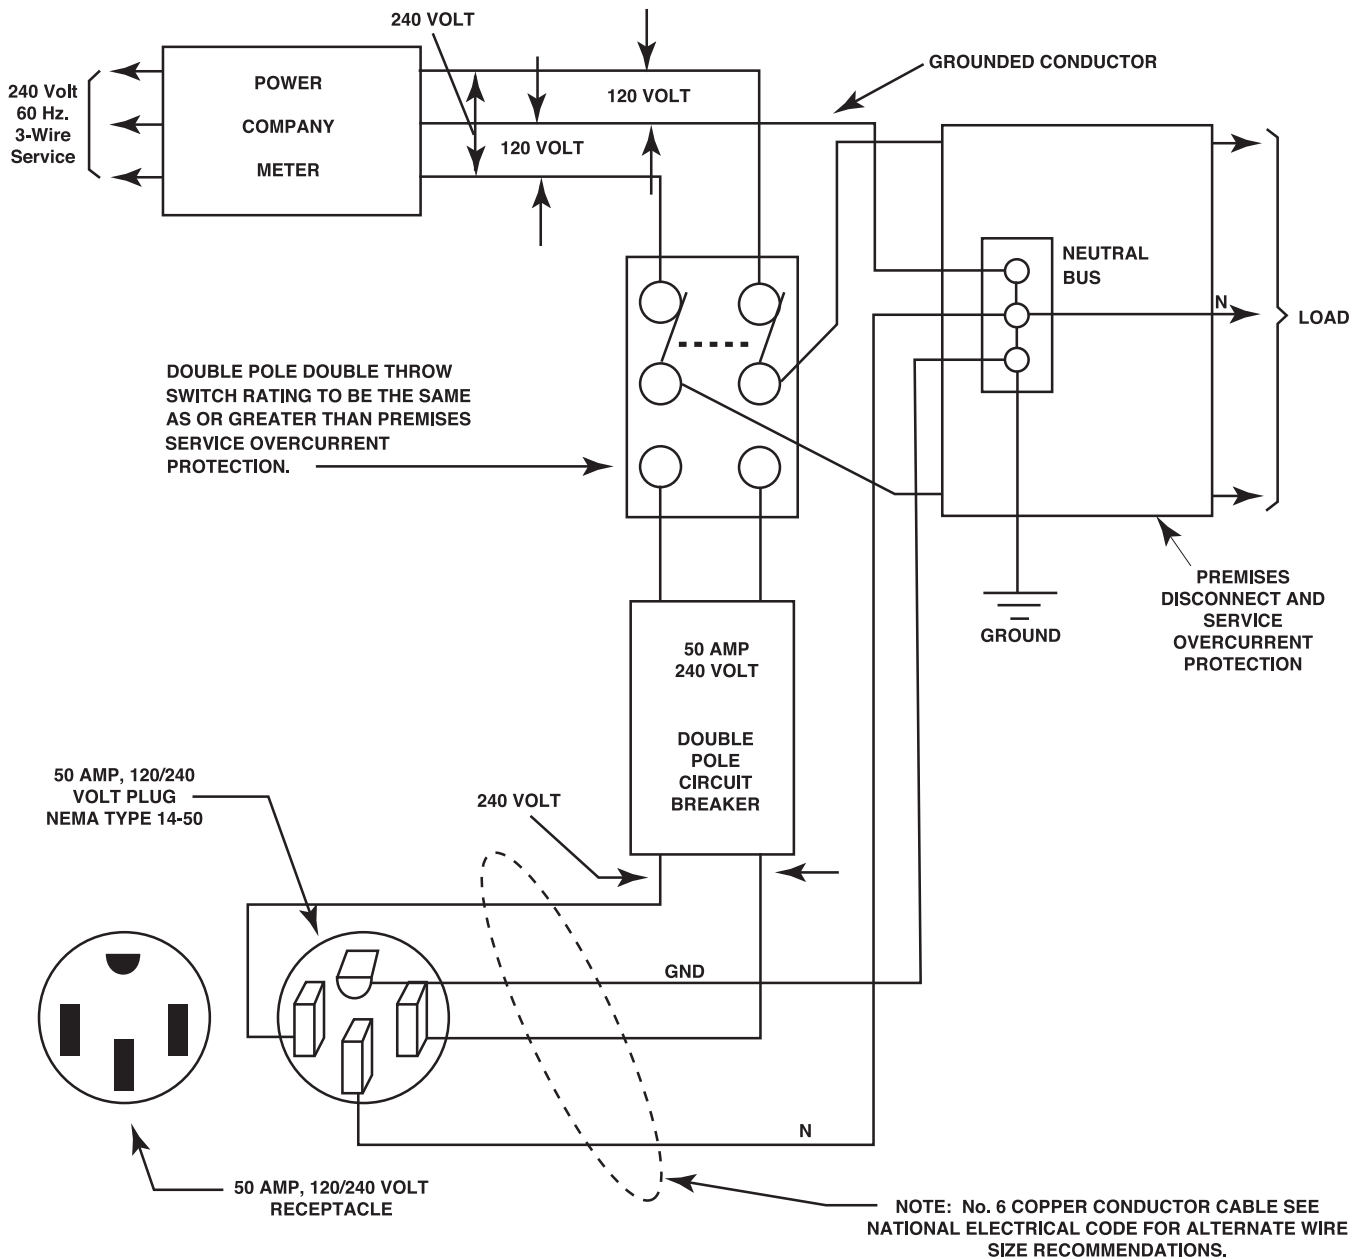 240 VOLT
GROUNDED CONDUCTOR
240 Volt
60 Hz.
3-Wire
Service
POWER
COMPANY
METER
120 VOLT
120 VOLT
NEUTRAL
BUS
N
LOAD
DOUBLE POLE DOUBLE THROW
SWITCH RATING TO BE THE SAME
AS OR GREATER THAN PREMISES
SERVICE OVERCURRENT
PROTECTION.
GROUND
PREMISES
DISCONNECT AND
SERVICE
OVERCURRENT
PROTECTION
50 AMP
240 VOLT
DOUBLE
POLE
CIRCUIT
BREAKER
50 AMP, 120/240
VOLT PLUG
NEMA TYPE 14-50
240 VOLT
GND
N
50 AMP, 120/240 VOLT
RECEPTACLE
NOTE: No. 6 COPPER CONDUCTOR CABLE SEE
NATIONAL ELECTRICAL CODE FOR ALTERNATE WIRE
SIZE RECOMMENDATIONS.